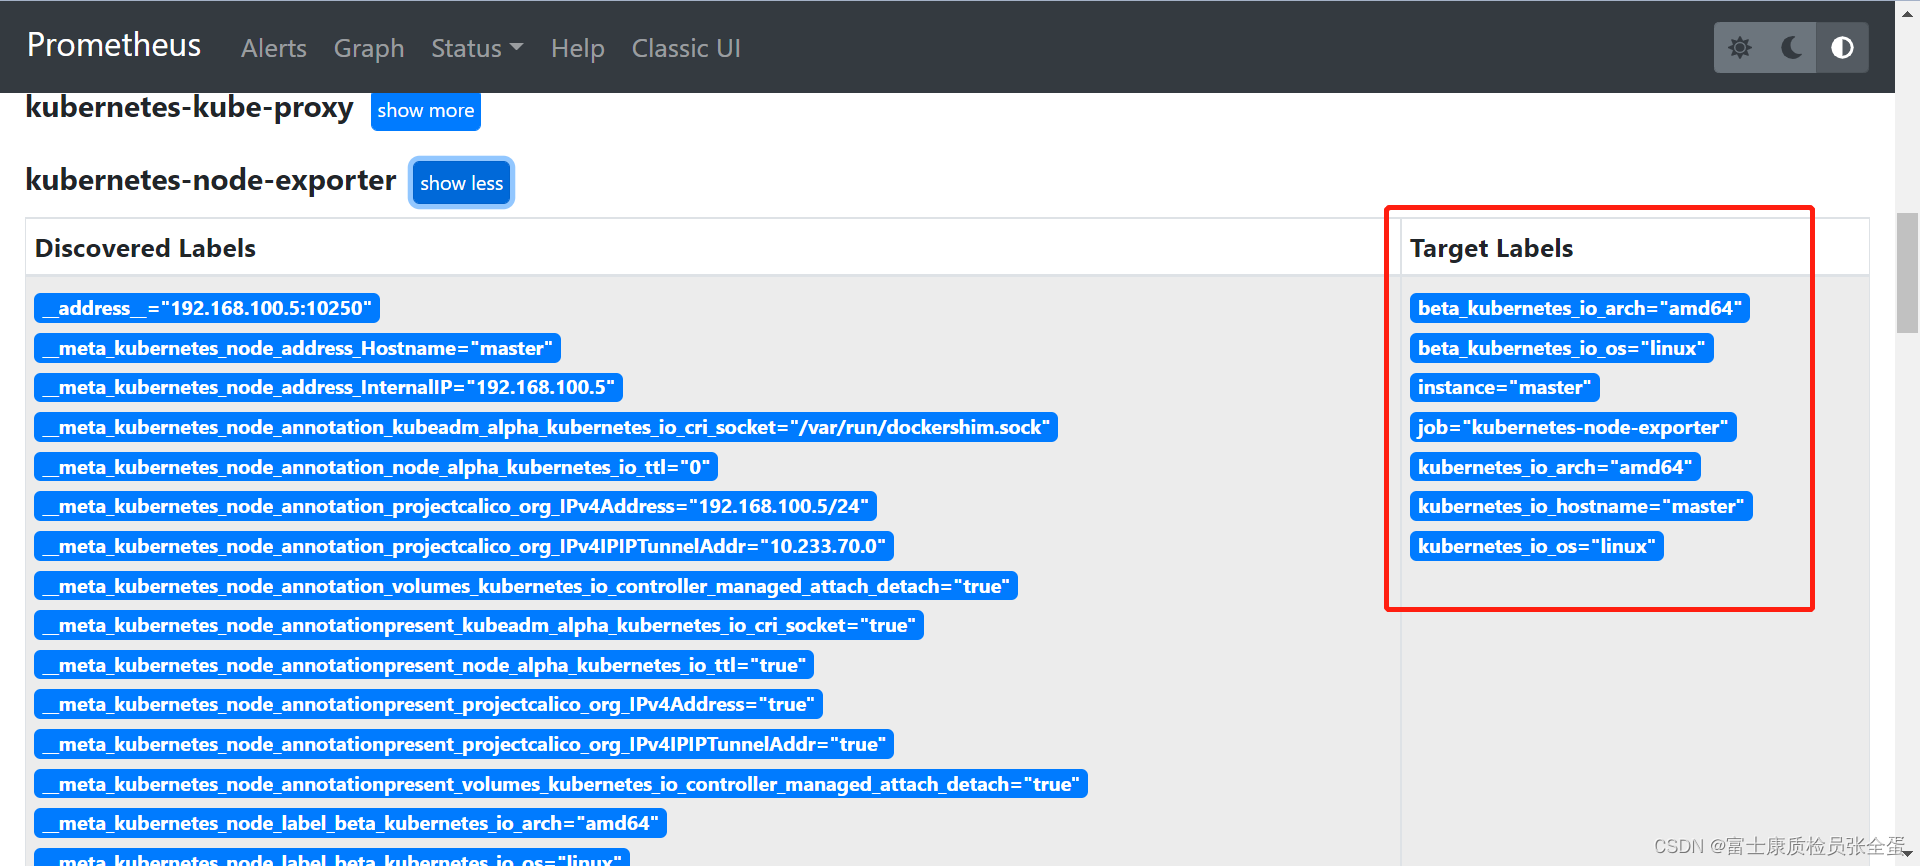 Prometheus Alerts Graph Status Help Classic UI
kubernetes-kube-proxy show more
kubernetes-node-exporter show less
Discovered Labels
__address__="192.168.100.5:10250"
__meta_kubernetes_node_address_Hostname="master"
__meta_kubernetes_node_address_InternalIP="192.168.100.5"
__meta_kubernetes_node_annotation_kubeadm_alpha_kubernetes_io_cri_socket="/var/run/dockershim.sock"
__meta_kubernetes_node_annotation_node_alpha_kubernetes_io_ttl="0"
__meta_kubernetes_node_annotation_projectcalico_org_IPv4Address="192.168.100.5/24"
__meta_kubernetes_node_annotation_projectcalico_org_IPv4IPIPTunnelAddr="10.233.70.0"
__meta_kubernetes_node_annotation_volumes_kubernetes_io_controller_managed_attach_detach="true"
__meta_kubernetes_node_annotationpresent_kubeadm_alpha_kubernetes_io_cri_socket="true"
__meta_kubernetes_node_annotationpresent_node_alpha_kubernetes_io_ttl="true"
__meta_kubernetes_node_annotationpresent_projectcalico_org_IPv4Address="true"
__meta_kubernetes_node_annotationpresent_projectcalico_org_IPv4IPIPTunnelAddr="true"
__meta_kubernetes_node_annotationpresent_volumes_kubernetes_io_controller_managed_attach_detach="true"
__meta_kubernetes_node_label_beta_kubernetes_io_arch="amd64"
__meta_kubernetes_node_label_beta_kubernetes_io_os="linux"
Target Labels
beta_kubernetes_io_arch="amd64"
beta_kubernetes_io_os="linux"
instance="master"
job="kubernetes-node-exporter"
kubernetes_io_arch="amd64"
kubernetes_io_hostname="master"
kubernetes_io_os="linux"
CSDN @富士康质检员张全蛋